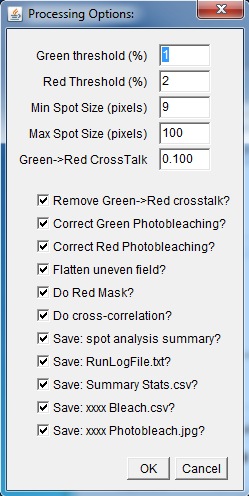 Processing Options:
Green threshold (%) 1
Red Threshold (%) 2
Min Spot Size (pixels) 9
Max Spot Size (pixels) 100
Green->Red CrossTalk 0.100
Remove Green->Red crosstalk?
Correct Green Photobleaching?
Correct Red Photobleaching?
Flatten uneven field?
Do Red Mask?
Do cross-correlation?
Save: spot analysis summary?
Save: RunLogFile.txt?
Save: Summary Stats.csv?
Save: xxxx Bleach.csv?
Save: xxxx Photobleach.jpg?
OK Cancel